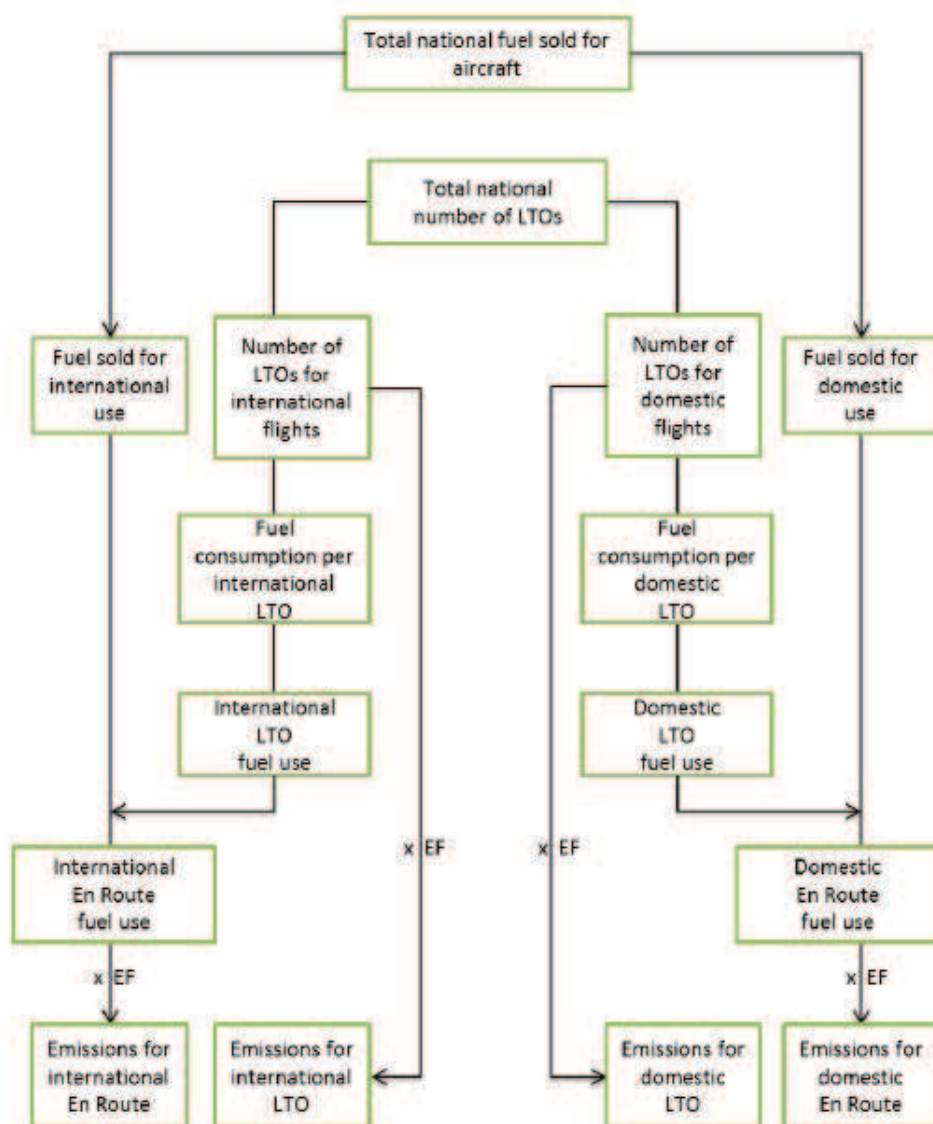 Total national fuel sold for
aircraft
Total national
number of LTOs
Fuel sold for
international
use
Number of
LTOs for
international
flights
Number of
LTOs for
domestic
flights
Fuel sold for
domestic
use
Fuel
consumption per
international
LTO
Fuel
consumption per
domestic
LTO
International
LTO
fuel use
Domestic
LTO
fuel use
x EF
x EF
International
En Route
fuel use
Domestic
En Route
fuel use
x EF
x EF
Emissions for
international
En Route
Emissions for
international
LTO
Emissions for
domestic
LTO
Emissions for
domestic
En Route